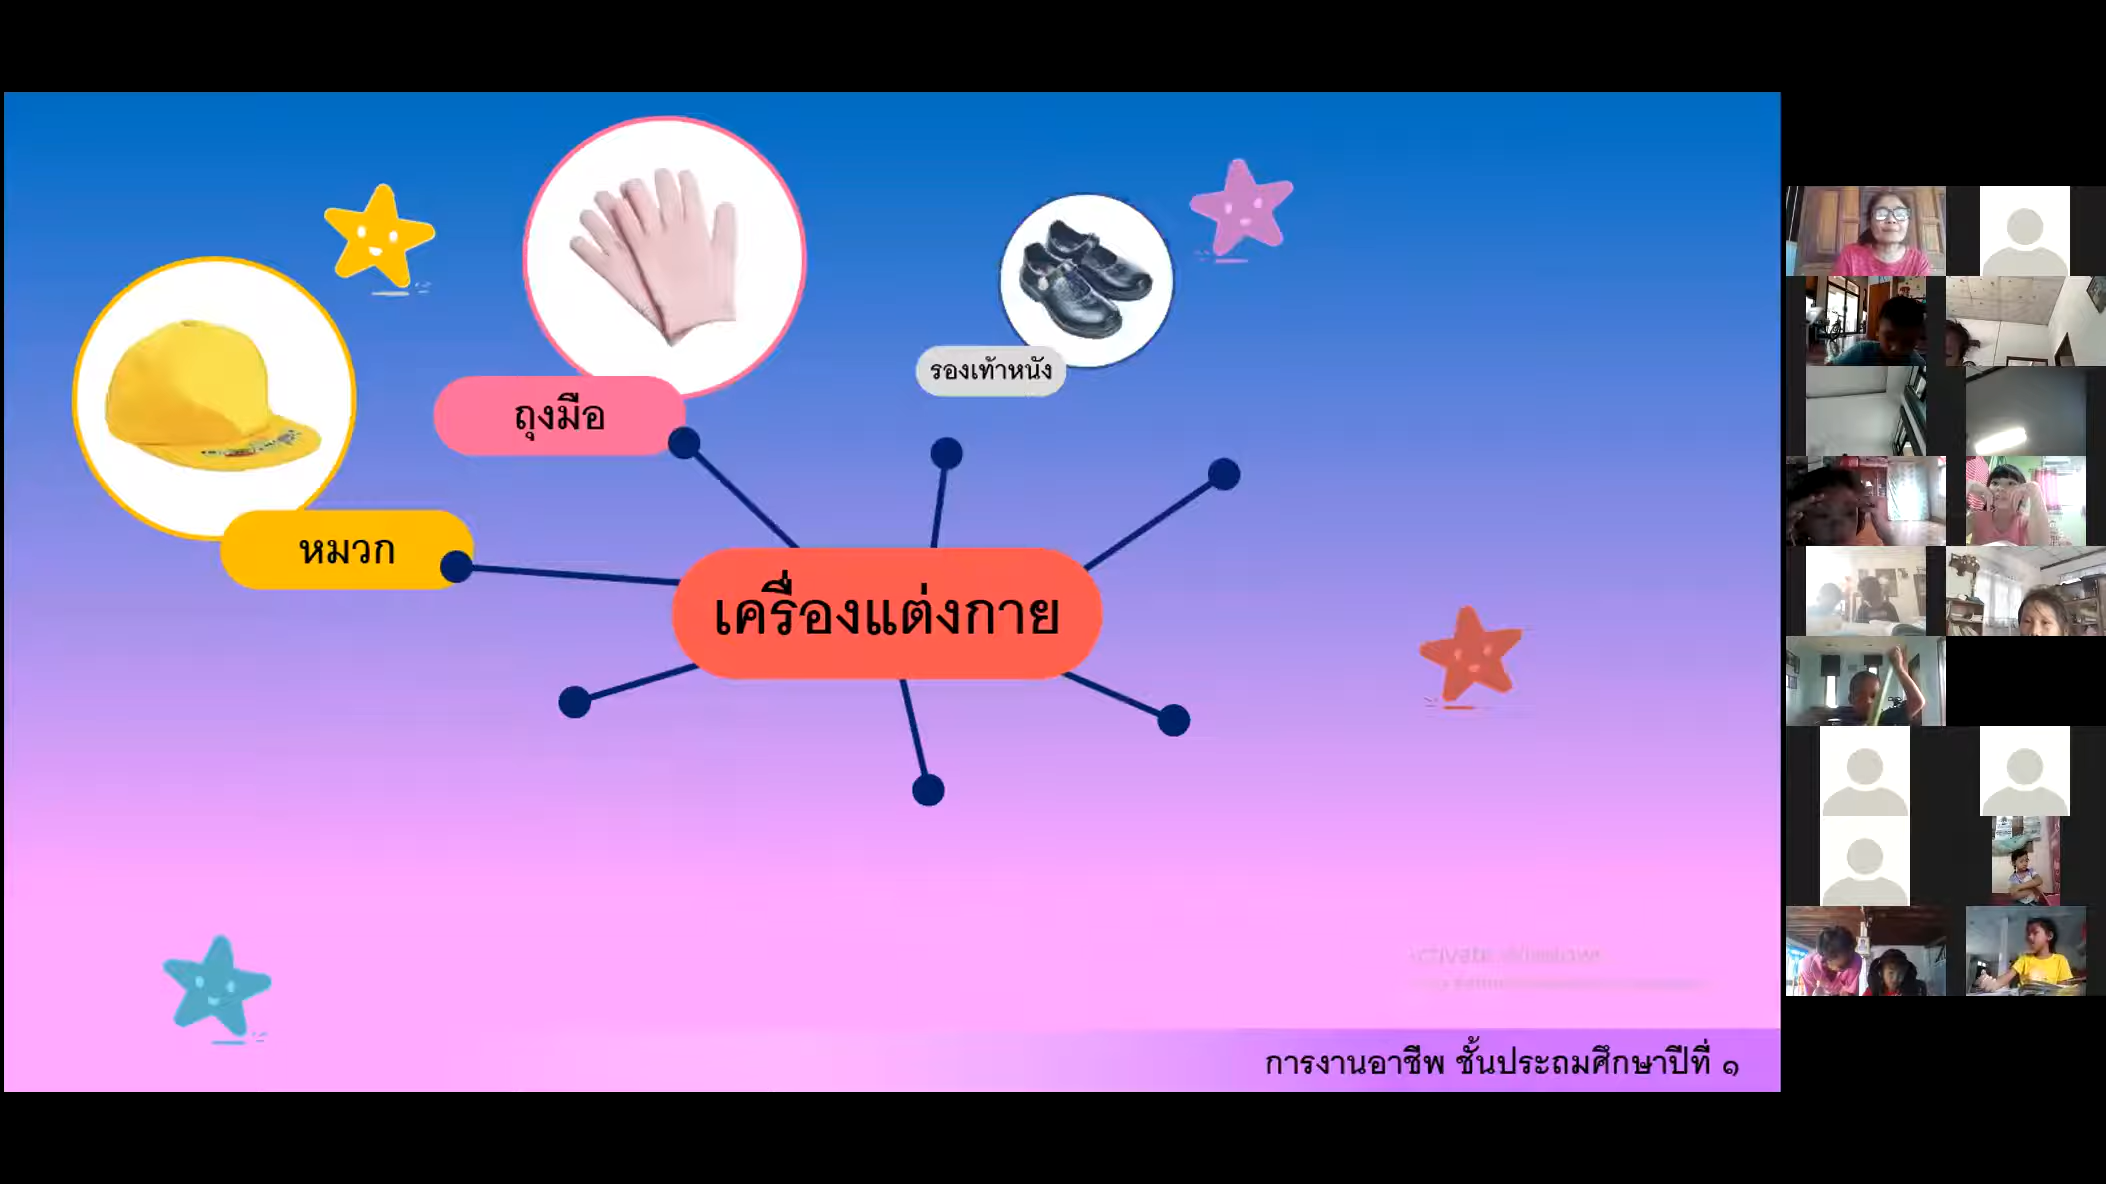 ถุงมือ
รองเท้าหนัง
หมวก
เครื่องแต่งกาย
การงานอาชีพ ชั้นประถมศึกษาปีที่ ๑